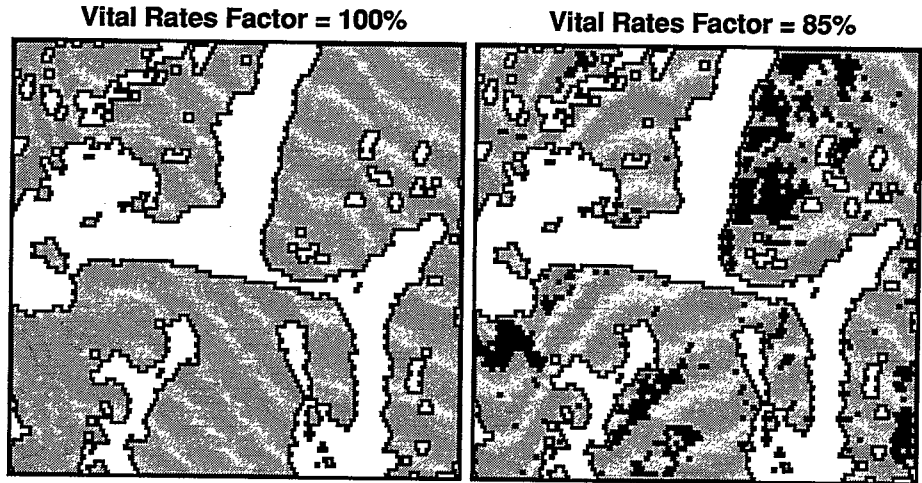 Vital Rates Factor = 100%
Vital Rates Factor = 85%